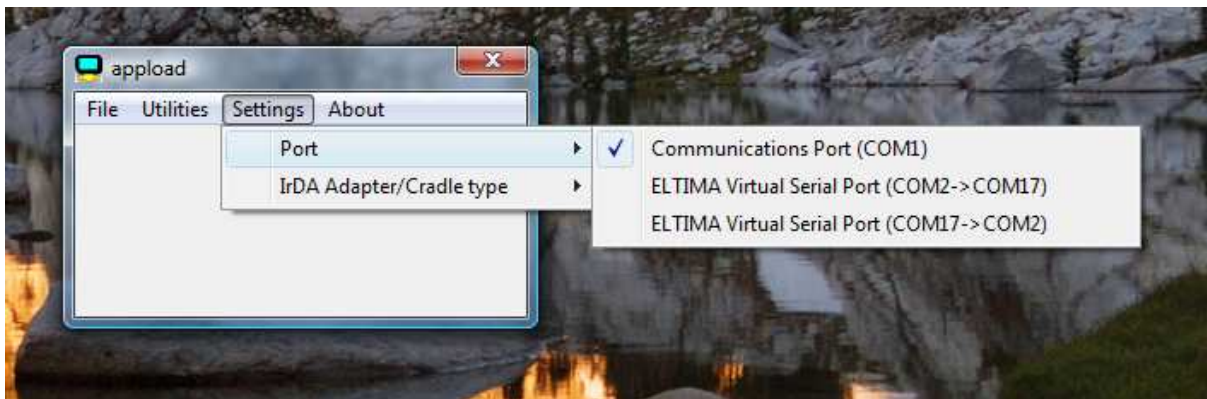 appload
File Utilities Settings About
Port
IrDA Adapter/Cradle type
Communications Port (COM1)
ELTIMA Virtual Serial Port (COM2->COM17)
ELTIMA Virtual Serial Port (COM17->COM2)